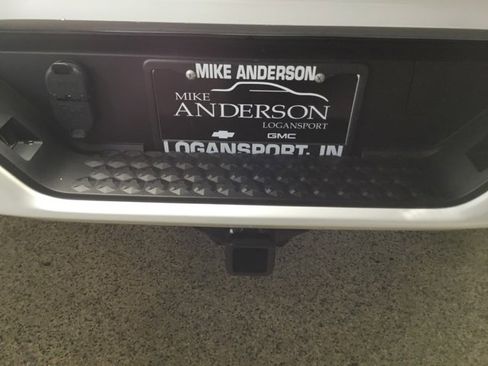 MIKE ANDERSON
MIKE
ANDERSON
LOGANSPORT
GMC
LOGANSPORT, IN